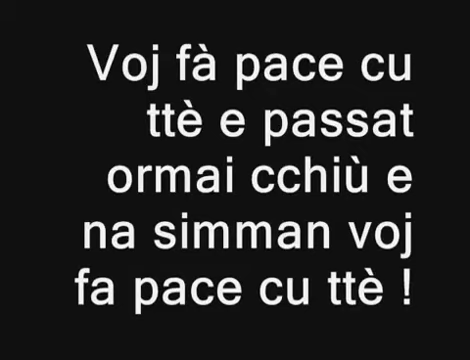 Voj fà pace cu
ttè e passat
ormai cchiù e
na simman voj
fa pace cu ttè !